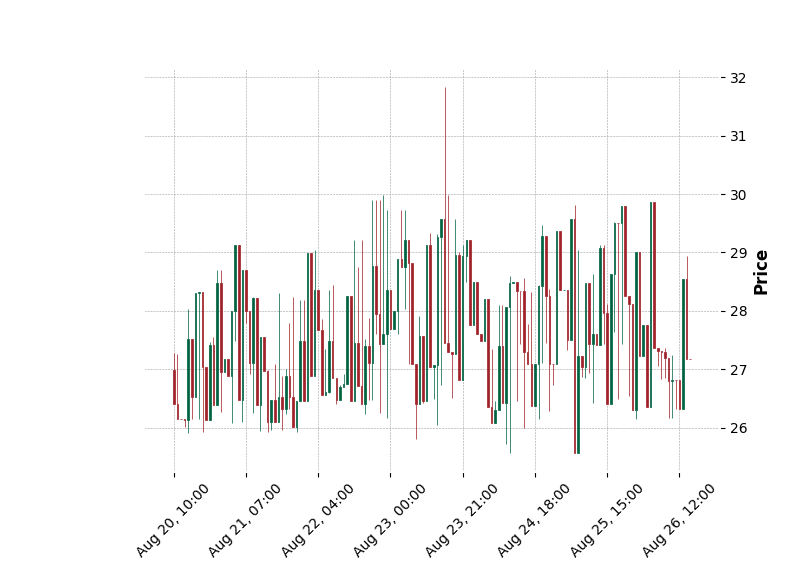 32
31
30
29
28
27
26
Price
Aug 20, 10:00
Aug 21, 07:00
Aug 22, 04:00
Aug 23, 00:00
Aug 23, 21:00
Aug 24, 18:00
Aug 25, 15:00
Aug 26, 12:00